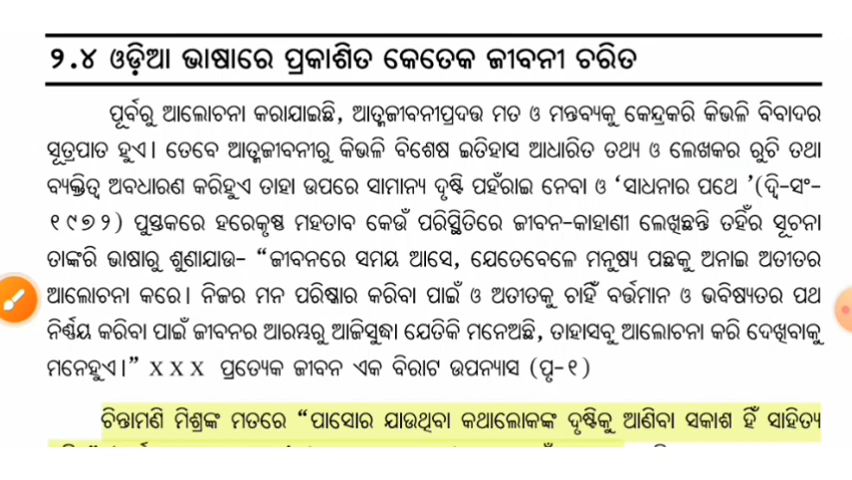 ୨.୪ ଓଡ଼ିଆ ଭାଷାରେ ପ୍ରକାଶିତ କେତେକ ଜୀବନୀ ଚରିତ
ପୂର୍ବରୁ ଆଲୋଚନା କରାଯାଇଛି, ଆତ୍ମଜୀବନୀପ୍ରଦତ୍ତ ମତ ଓ ମନ୍ତବ୍ୟକୁ କେନ୍ଦ୍ରକରି କିଭଳି ବିବାଦର
ସୂତ୍ରପାତ ହୁଏ। ତେବେ ଆତ୍ମଜୀବନୀରୁ କିଭଳି ବିଶେଷ ଇତିହାସ ଆଧାରିତ ତଥ୍ୟ ଓ ଲେଖକର ରୁଚି ତଥା
ବ୍ୟକ୍ତିତ୍ୱ ଅବଧାରଣ କରିହୁଏ ତାହା ଉପରେ ସାମାନ୍ୟ ଦୃଷ୍ଟି ପହଁରାଇ ନେବା ଓ ‘ସାଧନାର ପଥେ ’(ଦ୍ୱି-ସଂ-
୧୯୭୨) ପୁସ୍ତକରେ ହରେକୃଷ୍ଣ ମହତାବ କେଉଁ ପରିସ୍ଥିତିରେ ଜୀବନ-କାହାଣୀ ଲେଖିଛନ୍ତି ତହିଁର ସୂଚନା
ତାଙ୍କରି ଭାଷାରୁ ଶୁଣାଯାଉ- “ଜୀବନରେ ସମୟ ଆସେ, ଯେତେବେଳେ ମନୁଷ୍ୟ ପଛକୁ ଅନାଇ ଅତୀତର
ଆଲୋଚନା କରେ। ନିଜର ମନ ପରିଷ୍କାର କରିବା ପାଇଁ ଓ ଅତୀତକୁ ଚାହିଁ ବର୍ତ୍ତମାନ ଓ ଭବିଷ୍ୟତର ପଥ
ନିର୍ଣ୍ଣୟ କରିବା ପାଇଁ ଜୀବନର ଆରମ୍ଭରୁ ଆଜିସୁଦ୍ଧା ଯେତିକି ମନେଅଛି, ତାହାସବୁ ଆଲୋଚନା କରି ଦେଖିବାକୁ
ମନେହୁଏ।” X X X ପ୍ରତ୍ୟେକ ଜୀବନ ଏକ ବିରାଟ ଉପନ୍ୟାସ (ପୃ-୧)
ଚିନ୍ତାମଣି ମିଶ୍ରଙ୍କ ମତରେ “ପାସୋର ଯାଉଥିବା କଥାଲୋକଙ୍କ ଦୃଷ୍ଟିକୁ ଆଣିବା ସକାଶ ହିଁ ସାହିତ୍ୟ